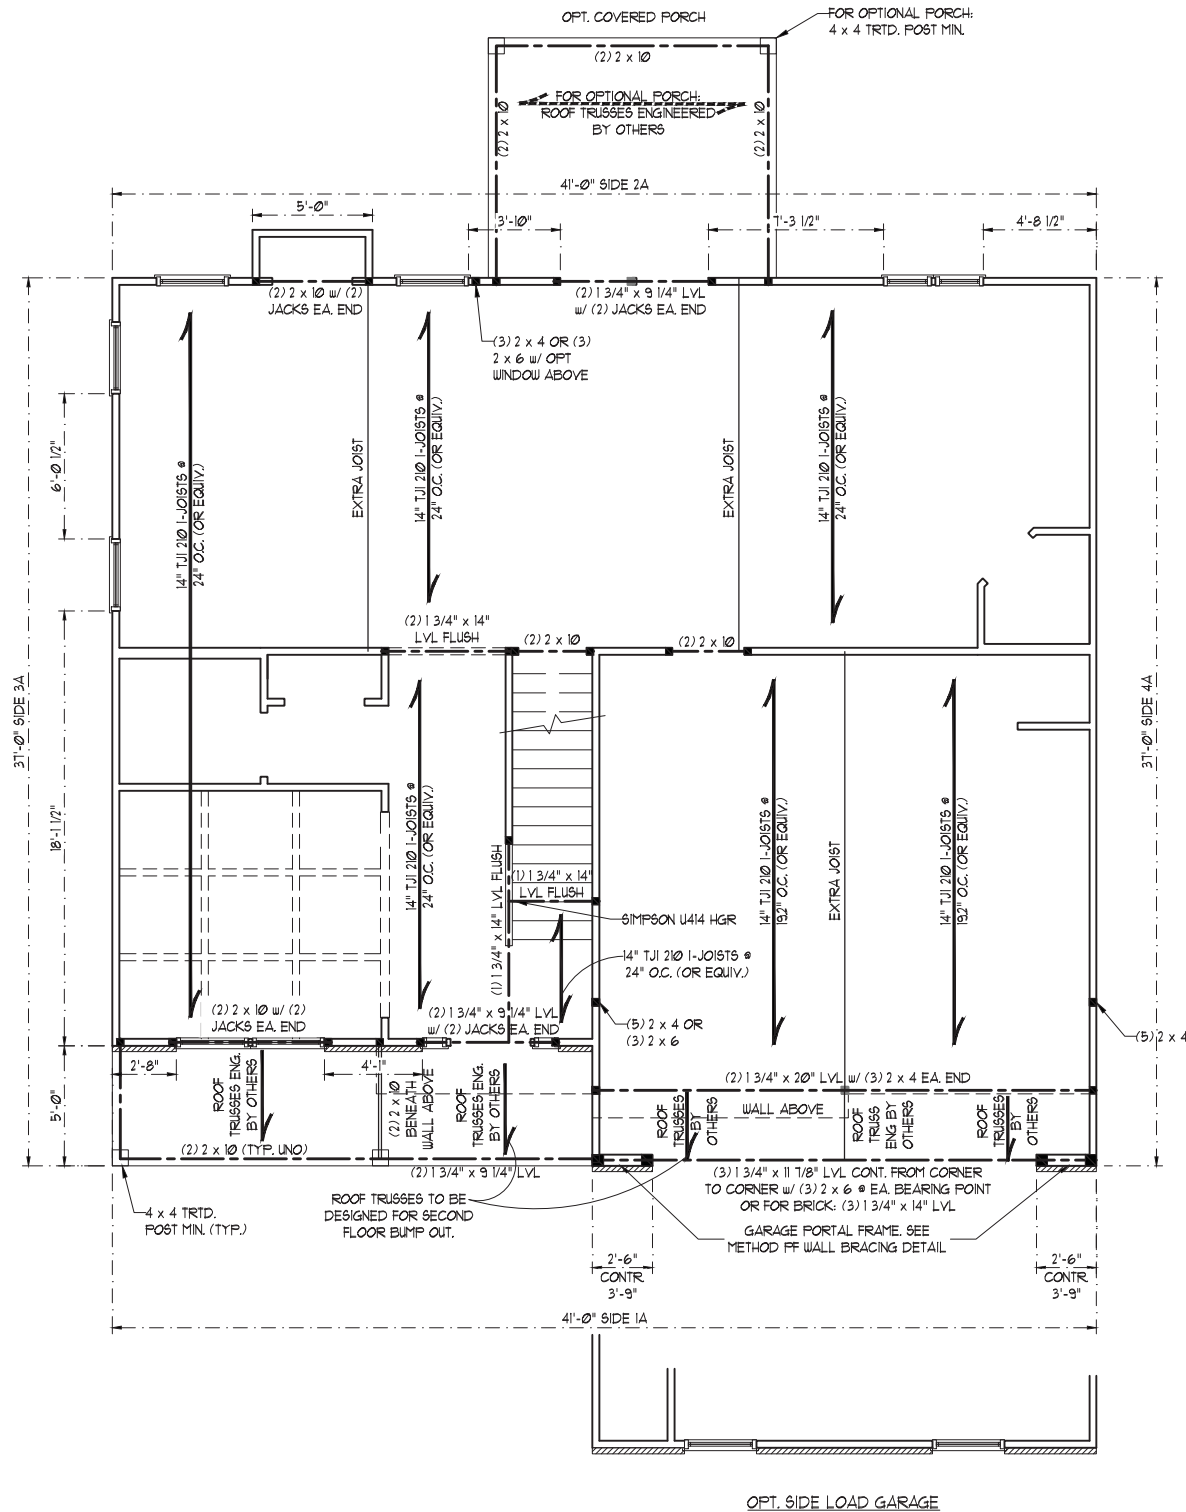 OPT. COVERED PORCH
FOR OPTIONAL PORCH:
4 x 4 TRTD. POST MIN.
(2) 2 x 10
FOR OPTIONAL PORCH:
ROOF TRUSSES ENGINEERED
BY OTHERS
(2) 2 x 10
(2) 2 x 10
41'-0" SIDE 2A
5'-0"
3'-10"
7'-3 1/2"
4'-8 1/2"
(2) 2 x 10 w/ (2)
JACKS EA. END
(2) 1 3/4" x 9 1/4" LVL
w/ (2) JACKS EA. END
(3) 2 x 4 OR (3)
2 x 6 w/ OPT
WINDOW ABOVE
14" TJI 210 I-JOISTS @
24" O.C. (OR EQUIV.)
EXTRA JOIST
14" TJI 210 I-JOISTS @
24" O.C. (OR EQUIV.)
EXTRA JOIST
14" TJI 210 I-JOISTS @
24" O.C. (OR EQUIV.)
6'-0 1/2"
(2) 1 3/4" x 14"
LVL FLUSH
(2) 2 x 10
(2) 2 x 10
37'-0" SIDE 3A
37'-0" SIDE 4A
18'-1 1/2"
14" TJI 210 I-JOISTS @
24" O.C. (OR EQUIV.)
(1) 1 3/4" x 14" LVL FLUSH
(1) 1 3/4" x 14"
LVL FLUSH
SIMPSON U414 HGR
14" TJI 210 I-JOISTS @
24" O.C. (OR EQUIV.)
14" TJI 210 I-JOISTS @
19.2" O.C. (OR EQUIV.)
EXTRA JOIST
14" TJI 210 I-JOISTS @
19.2" O.C. (OR EQUIV.)
(2) 2 x 10 w/ (2)
JACKS EA. END
(2) 1 3/4" x 9 1/4" LVL
w/ (2) JACKS EA. END
(5) 2 x 4 OR
(3) 2 x 6
(5) 2 x 4
5'-0"
2'-8"
4'-1"
ROOF
TRUSSES ENG.
BY OTHERS
(2) 2 x 10
BENEATH
WALL ABOVE
ROOF
TRUSSES ENG.
BY OTHERS
(2) 1 3/4" x 20" LVL w/ (3) 2 x 4 EA. END
WALL ABOVE
ROOF
TRUSSES
BY
OTHERS
ROOF
TRUSS
ENG BY
OTHERS
ROOF
TRUSSES
BY
OTHERS
(2) 2 x 10 (TYP. UNO)
(2) 1 3/4" x 9 1/4" LVL
(3) 1 3/4" x 11 7/8" LVL CONT. FROM CORNER
TO CORNER w/ (3) 2 x 6 @ EA. BEARING POINT
OR FOR BRICK: (3) 1 3/4" x 14" LVL
4 x 4 TRTD.
POST MIN. (TYP.)
ROOF TRUSSES TO BE
DESIGNED FOR SECOND
FLOOR BUMP OUT.
GARAGE PORTAL FRAME. SEE
METHOD PF WALL BRACING DETAIL
2'-6"
CONTR.
3'-9"
2'-6"
CONTR.
3'-9"
41'-0" SIDE 1A
OPT. SIDE LOAD GARAGE